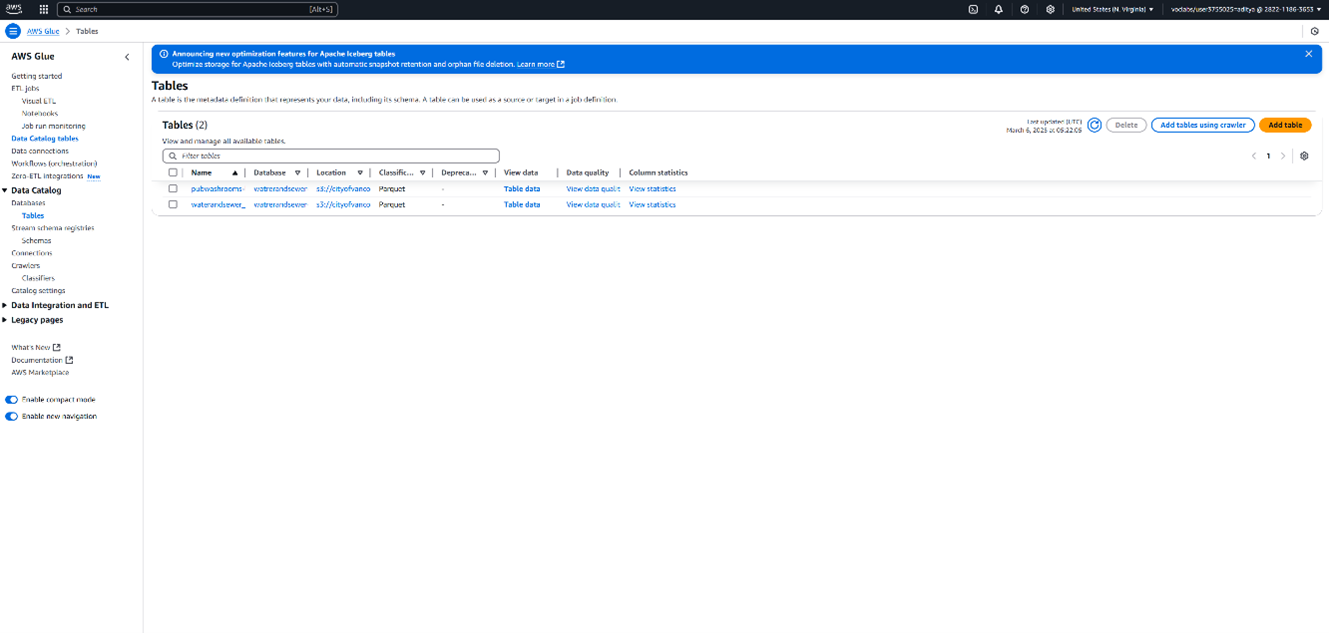 aws Search [Alt+S] United States (N. Virginia) voclabs/user3755025=aditya @ 2822-1186-3653
AWS Glue > Tables
AWS Glue
Getting started
ETL jobs
Visual ETL
Notebooks
Job run monitoring
Data Catalog tables
Data connections
Workflows (orchestration)
Zero-ETL integrations New
Data Catalog
Databases
Tables
Stream schema registries
Schemas
Connections
Crawlers
Classifiers
Catalog settings
Data Integration and ETL
Legacy pages
What's New
Documentation
AWS Marketplace
Enable compact mode
Enable new navigation
Announcing new optimization features for Apache Iceberg tables
Optimize storage for Apache Iceberg tables with automatic snapshot retention and orphan file deletion. Learn more
Tables
A table is the metadata definition that represents your data, including its schema. A table can be used as a source or target in a job definition.
Tables (2)
View and manage all available tables.
Last updated (UTC)
March 6, 2025 at 05:22:05
Delete Add tables using crawler Add table
Filter tables
1
Name Database Location Classific... Depreca... View data Data quality Column statistics
pubwashrooms- watrerandsewer s3://cityofvanco Parquet - Table data View data qualit View statistics
waterandsewer_ watrerandsewer s3://cityofvanco Parquet - Table data View data qualit View statistics